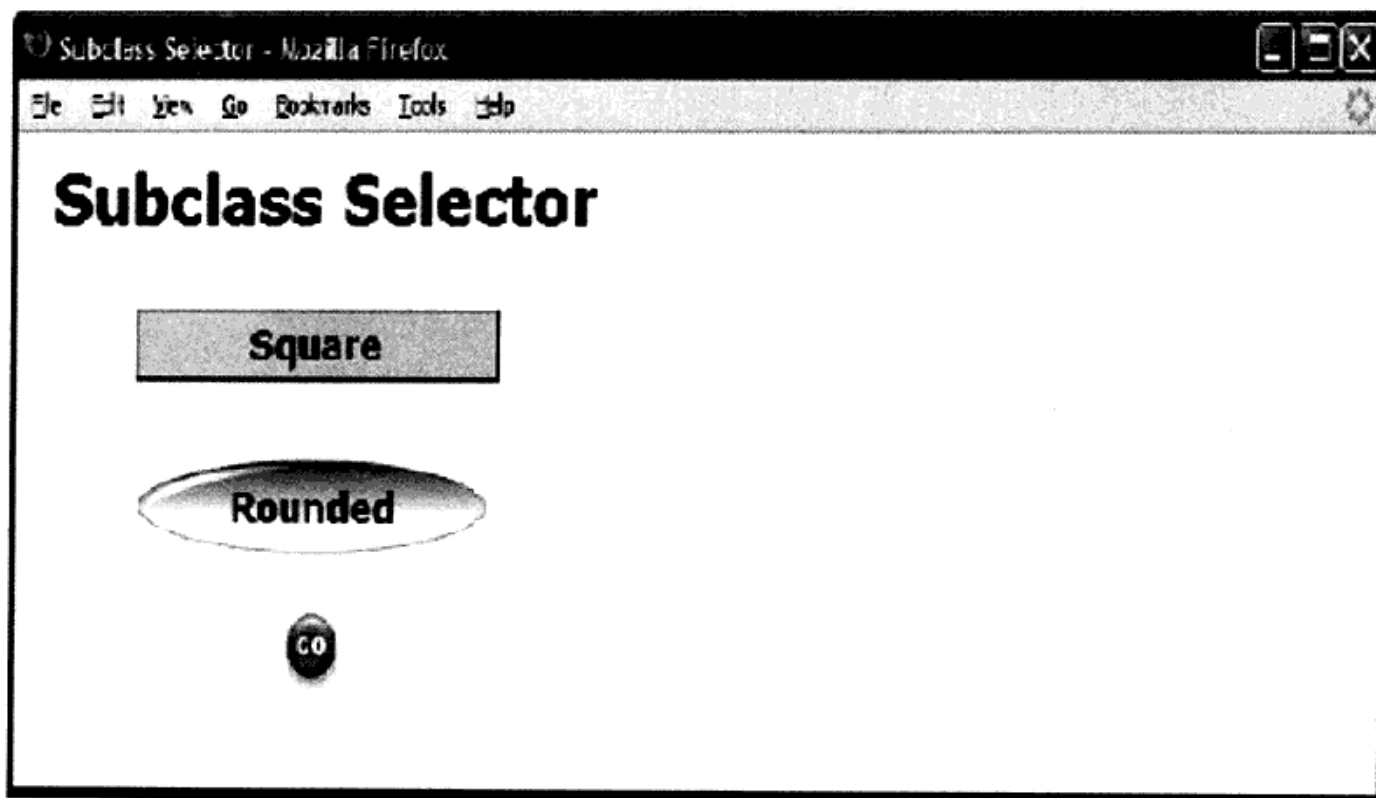 Subclass Selector - Mozilla Firefox
File Edit View Go Bookmarks Tools Help
Subclass Selector
Square
Rounded
GO